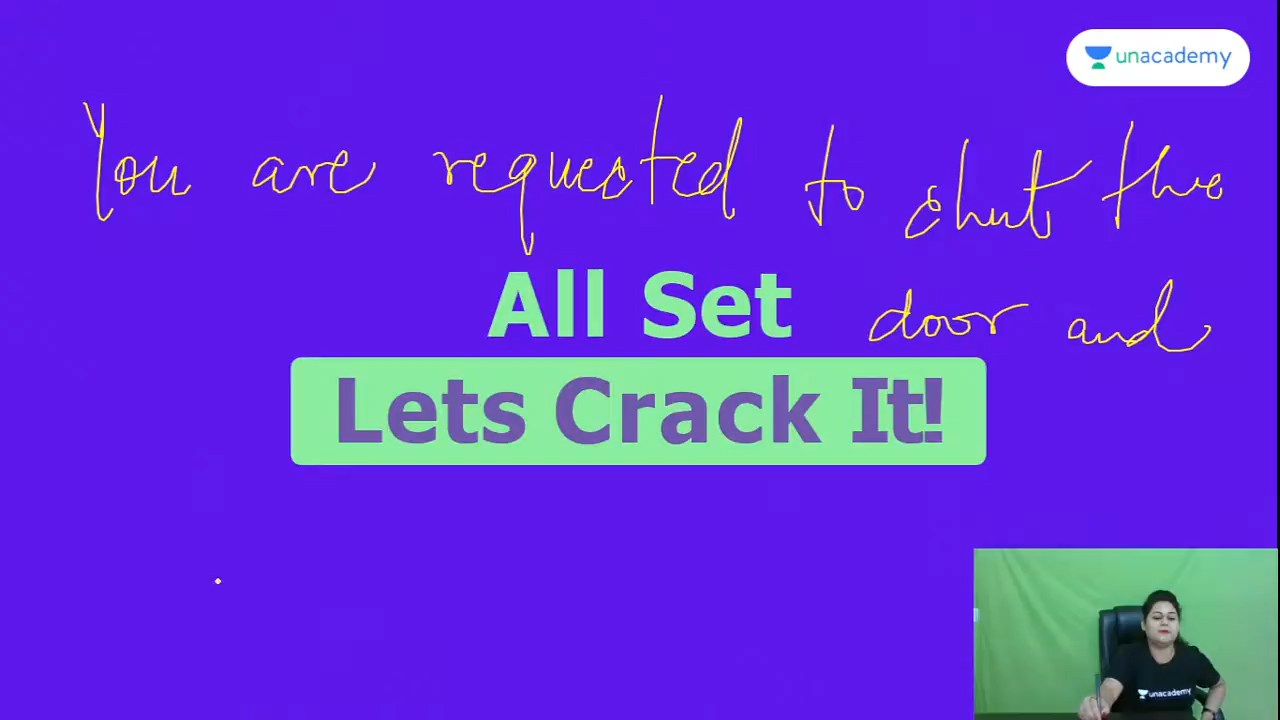 unacademy
You are requested to shut the
door and
All Set
Lets Crack It!
unacademy